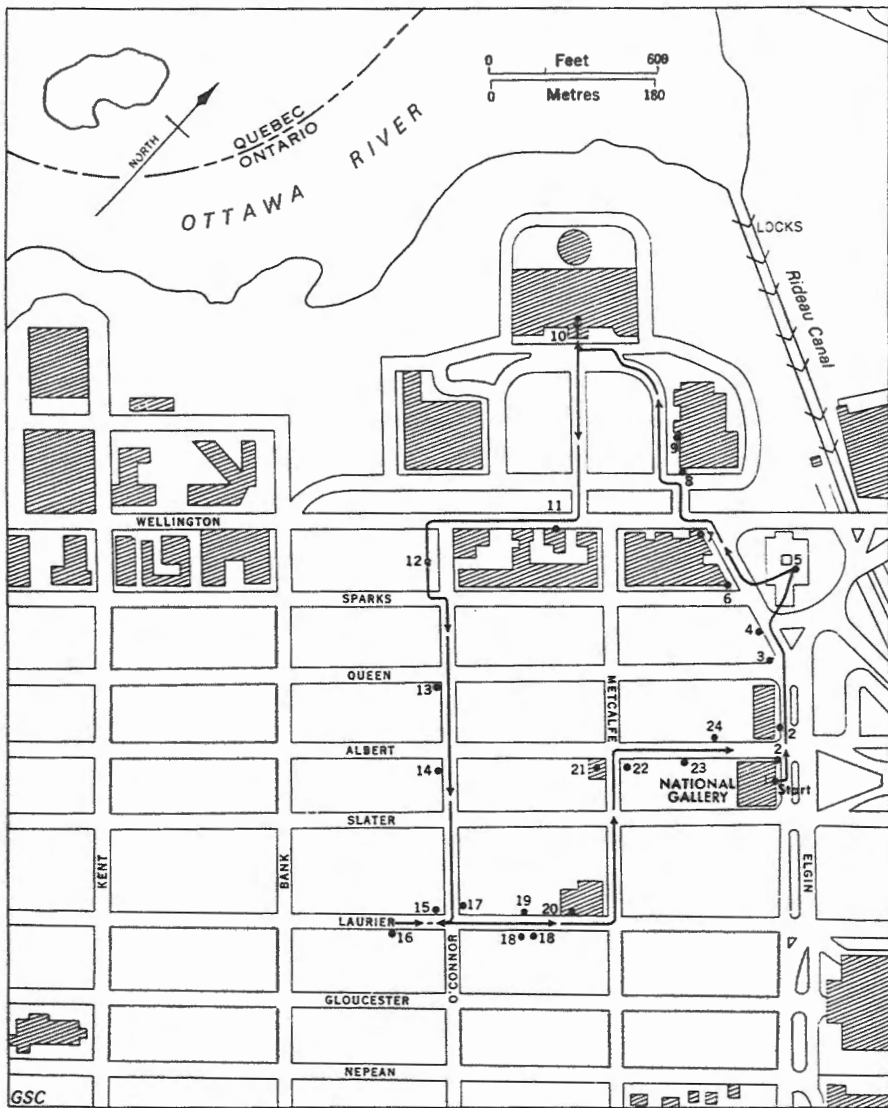 0 Feet 600
0 Metres 180
NORTH
QUEBEC
ONTARIO
OTTAWA RIVER
LOCKS
Rideau Canal
10
9
8
11
WELLINGTON
7
12
5
6
SPARKS
4
3
QUEEN
13
METCALFE
24
2
ALBERT
2
14
21
22
23
NATIONAL
GALLERY
1
Start
SLATER
KENT
BANK
ELGIN
15
17
19
20
LAURIER
16
18
18
O'CONNOR
GLOUCESTER
NEPEAN
GSC